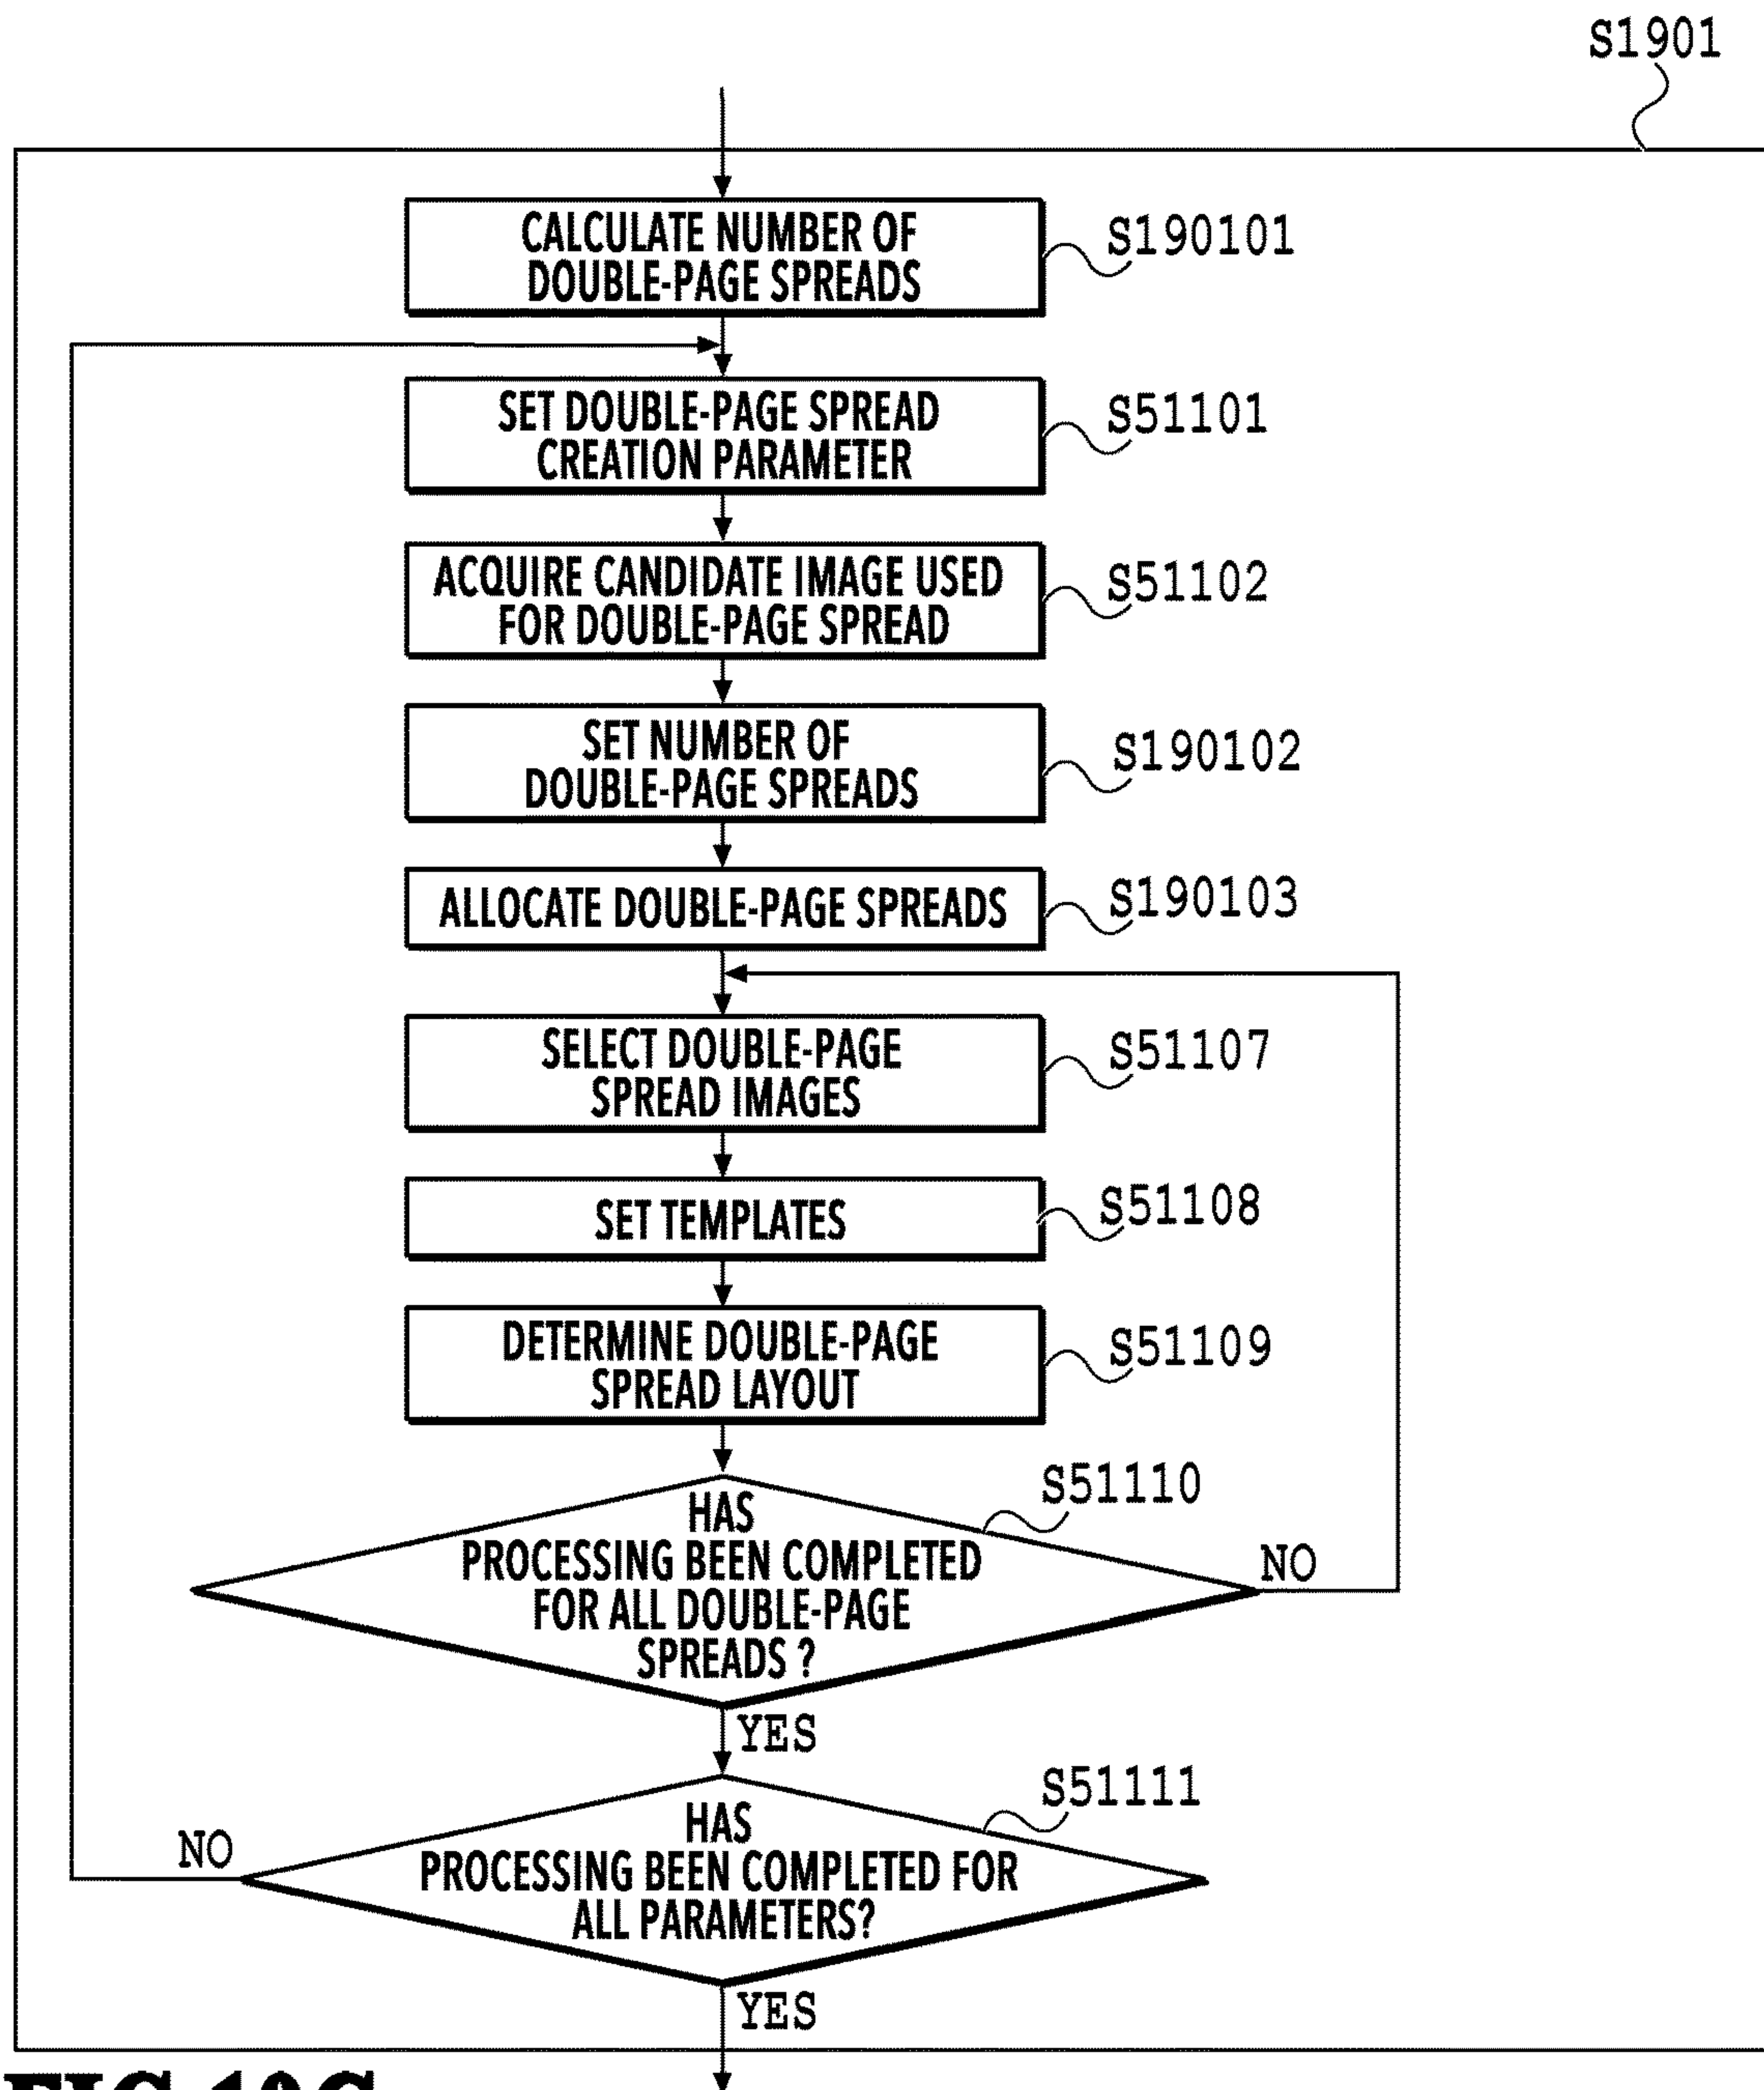 S1901
CALCULATE NUMBER OF
DOUBLE-PAGE SPREADS
S190101
SET DOUBLE-PAGE SPREAD
CREATION PARAMETER
S51101
ACQUIRE CANDIDATE IMAGE USED
FOR DOUBLE-PAGE SPREAD
S51102
SET NUMBER OF
DOUBLE-PAGE SPREADS
S190102
ALLOCATE DOUBLE-PAGE SPREADS
S190103
SELECT DOUBLE-PAGE
SPREAD IMAGES
S51107
SET TEMPLATES
S51108
DETERMINE DOUBLE-PAGE
SPREAD LAYOUT
S51109
S51110
HAS
PROCESSING BEEN COMPLETED
FOR ALL DOUBLE-PAGE
SPREADS ?
NO
YES
S51111
HAS
PROCESSING BEEN COMPLETED FOR
ALL PARAMETERS?
NO
YES